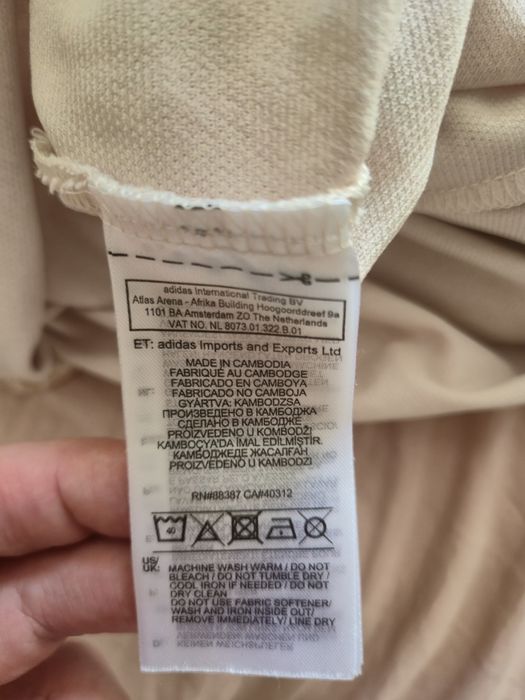 adidas International Trading BV
Atlas Arena - Afrika Building Hoogoorddreef 9a
1101 BA Amsterdam ZO The Netherlands
VAT NO. NL 8073.01.322.B.01
ET: adidas Imports and Exports Ltd
MADE IN CAMBODIA
FABRIQUÉ AU CAMBODGE
FABRICADO EN CAMBOYA
FABRICADO NO CAMBOJA
GYÁRTVA: KAMBODZSA
ПРОИЗВЕДЕНО В КАМБОДЖА
СДЕЛАНО В КАМБОДЖЕ
PROIZVEDENO U KOMBODŽI
KAMBOÇYA'DA İMAL EDİLMİŞTİR.
КАМБОДЖЕДЕ ЖАСАЛҒАН
PROIZVEDENO U KAMBODŽI
RN#88387 CA#40312
40
US/
UK: MACHINE WASH WARM / DO NOT
BLEACH / DO NOT TUMBLE DRY /
COOL IRON IF NEEDED / DO NOT
DRY CLEAN
DO NOT USE FABRIC SOFTENER/
WASH AND IRON INSIDE OUT/
REMOVE IMMEDIATELY/ LINE DRY